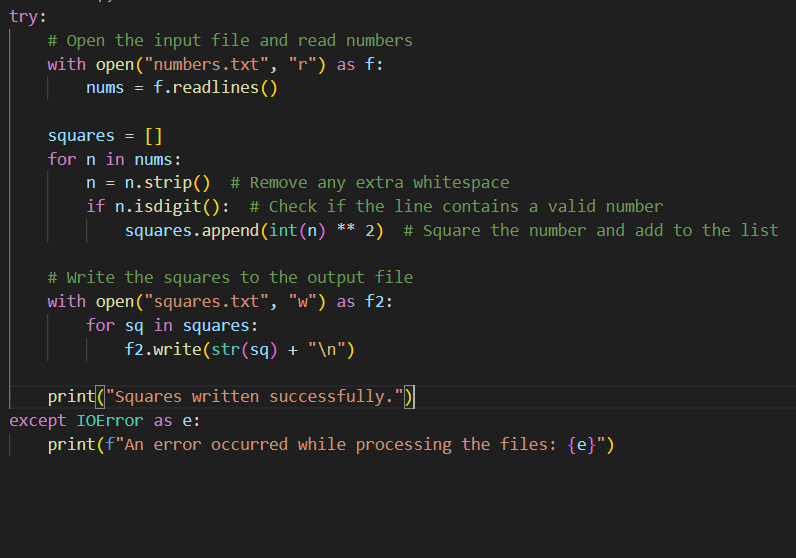 try:
    # Open the input file and read numbers
    with open("numbers.txt", "r") as f:
        nums = f.readlines()

    squares = []
    for n in nums:
        n = n.strip()  # Remove any extra whitespace
        if n.isdigit():  # Check if the line contains a valid number
            squares.append(int(n) ** 2)  # Square the number and add to the list

    # Write the squares to the output file
    with open("squares.txt", "w") as f2:
        for sq in squares:
            f2.write(str(sq) + "\n")

    print("Squares written successfully.")
except IOError as e:
    print(f"An error occurred while processing the files: {e}")